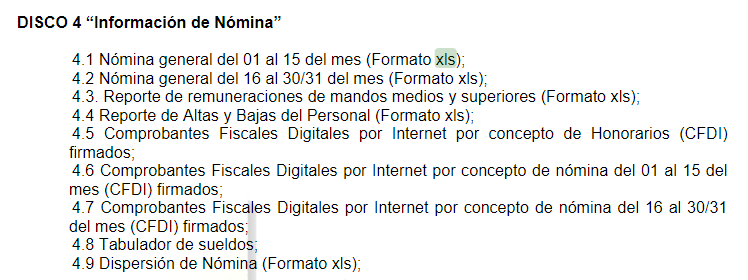 DISCO 4 “Información de Nómina”
4.1 Nómina general del 01 al 15 del mes (Formato xls);
4.2 Nómina general del 16 al 30/31 del mes (Formato xls);
4.3. Reporte de remuneraciones de mandos medios y superiores (Formato xls);
4.4 Reporte de Altas y Bajas del Personal (Formato xls);
4.5 Comprobantes Fiscales Digitales por Internet por concepto de Honorarios (CFDI)
firmados;
4.6 Comprobantes Fiscales Digitales por Internet por concepto de nómina del 01 al 15 del
mes (CFDI) firmados;
4.7 Comprobantes Fiscales Digitales por Internet por concepto de nómina del 16 al 30/31
del mes (CFDI) firmados;
4.8 Tabulador de sueldos;
4.9 Dispersión de Nómina (Formato xls);